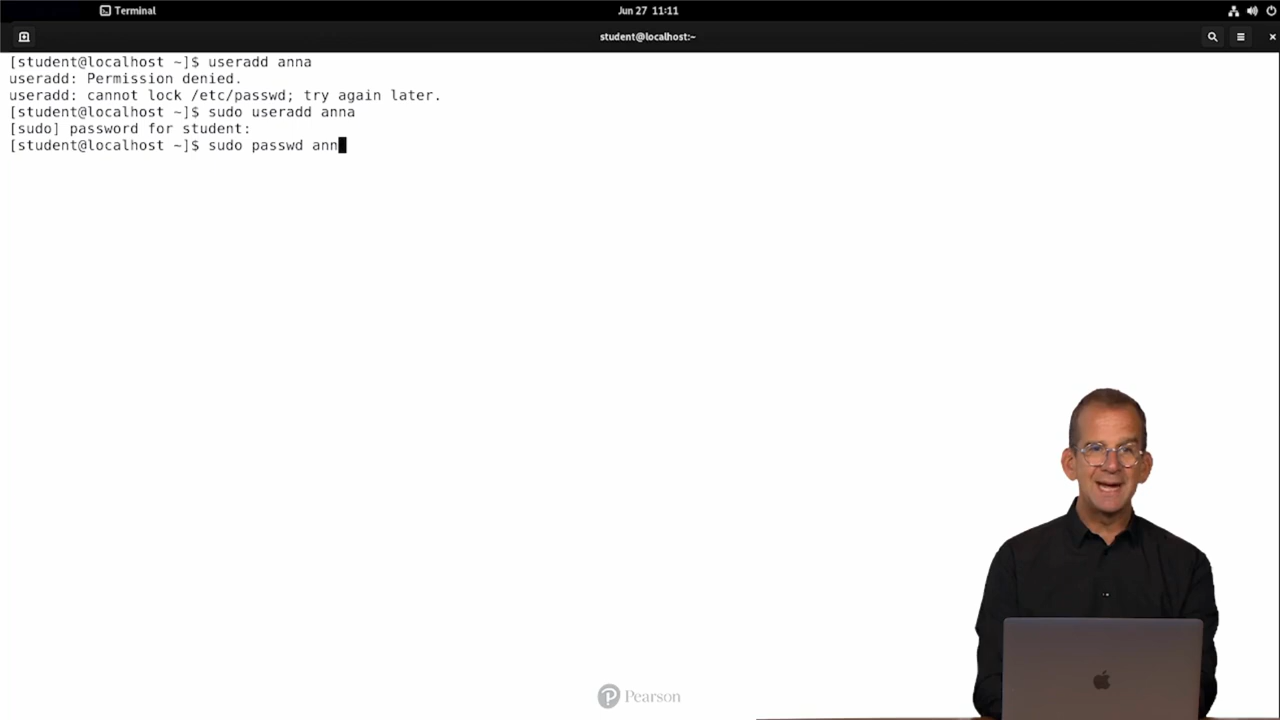 Terminal
Jun 27 11:11
student@localhost:~
[student@localhost ~]$ useradd anna
useradd: Permission denied.
useradd: cannot lock /etc/passwd; try again later.
[student@localhost ~]$ sudo useradd anna
[sudo] password for student:
[student@localhost ~]$ sudo passwd ann
Pearson